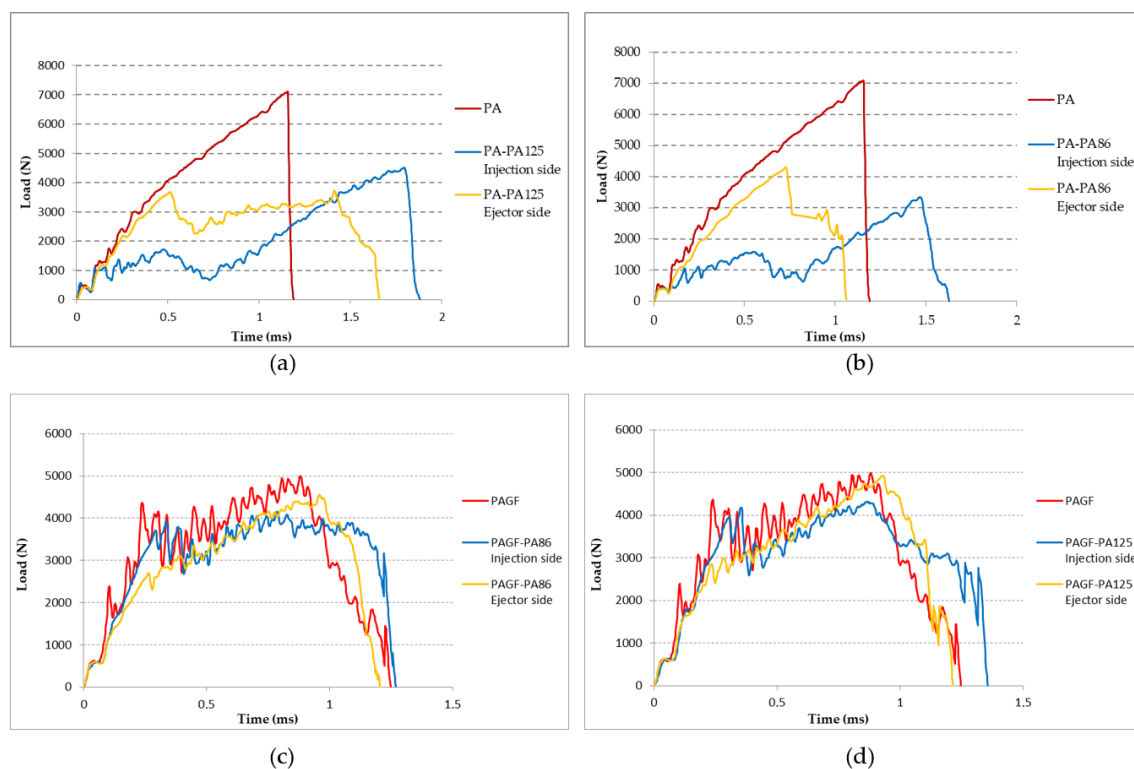 8000
7000
6000
5000
4000
3000
2000
1000
0
Load (N)
0
0.5
1
1.5
2
Time (ms)
PA
PA-PA125
Injection side
PA-PA125
Ejector side
(a)
8000
7000
6000
5000
4000
3000
2000
1000
0
Load (N)
0
0.5
1
1.5
2
Time (ms)
PA
PA-PA86
Injection side
PA-PA86
Ejector side
(b)
6000
5000
4000
3000
2000
1000
0
Load (N)
0
0.5
1
1.5
Time (ms)
PAGF
PAGF-PA86
Injection side
PAGF-PA86
Ejector side
(c)
6000
5000
4000
3000
2000
1000
0
Load (N)
0
0.5
1
1.5
Time (ms)
PAGF
PAGF-PA125
Injection side
PAGF-PA125
Ejector side
(d)